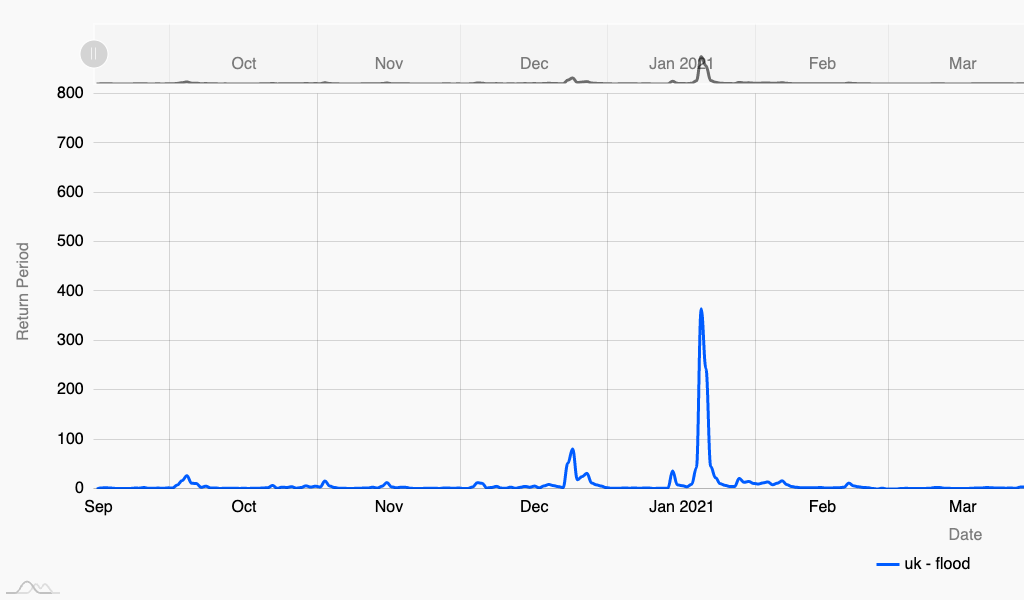 Oct Nov Dec Jan 2021 Feb Mar
800
700
600
500
400
300
200
100
0
Return Period
Sep Oct Nov Dec Jan 2021 Feb Mar
Date
uk - flood